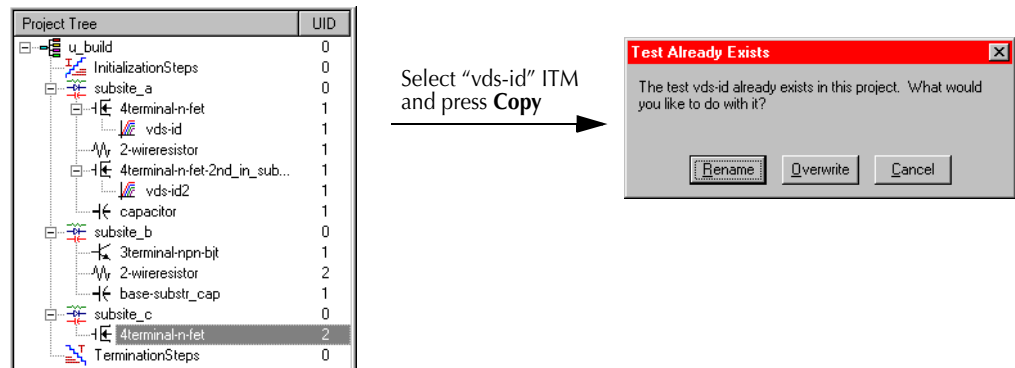 Project Tree UID
u_build 0
InitializationSteps 0
subsite_a 0
4terminal-n-fet 1
vds-id 1
2-wireresistor 1
4terminal-n-fet-2nd_in_sub... 1
vds-id2 1
capacitor 1
subsite_b 0
3terminal-npn-bjt 1
2-wireresistor 2
base-substr_cap 1
subsite_c 0
4terminal-n-fet 2
TerminationSteps 0
Select “vds-id” ITM
and press Copy
Test Already Exists
The test vds-id already exists in this project. What would
you like to do with it?
Rename Overwrite Cancel